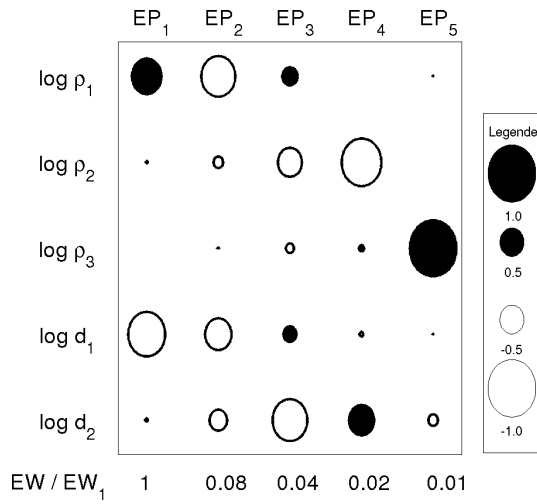 EP₁ EP₂ EP₃ EP₄ EP₅
log ρ₁
Legende
log ρ₂
1.0
log ρ₃
0.5
log d₁
-0.5
log d₂
-1.0
EW / EW₁ 1 0.08 0.04 0.02 0.01